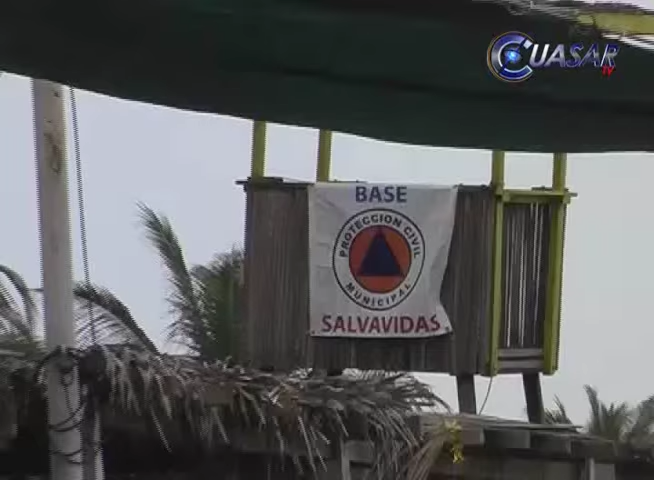 CUASAR
TV
BASE
PROTECCION CIVIL
MUNICIPAL
SALVAVIDAS